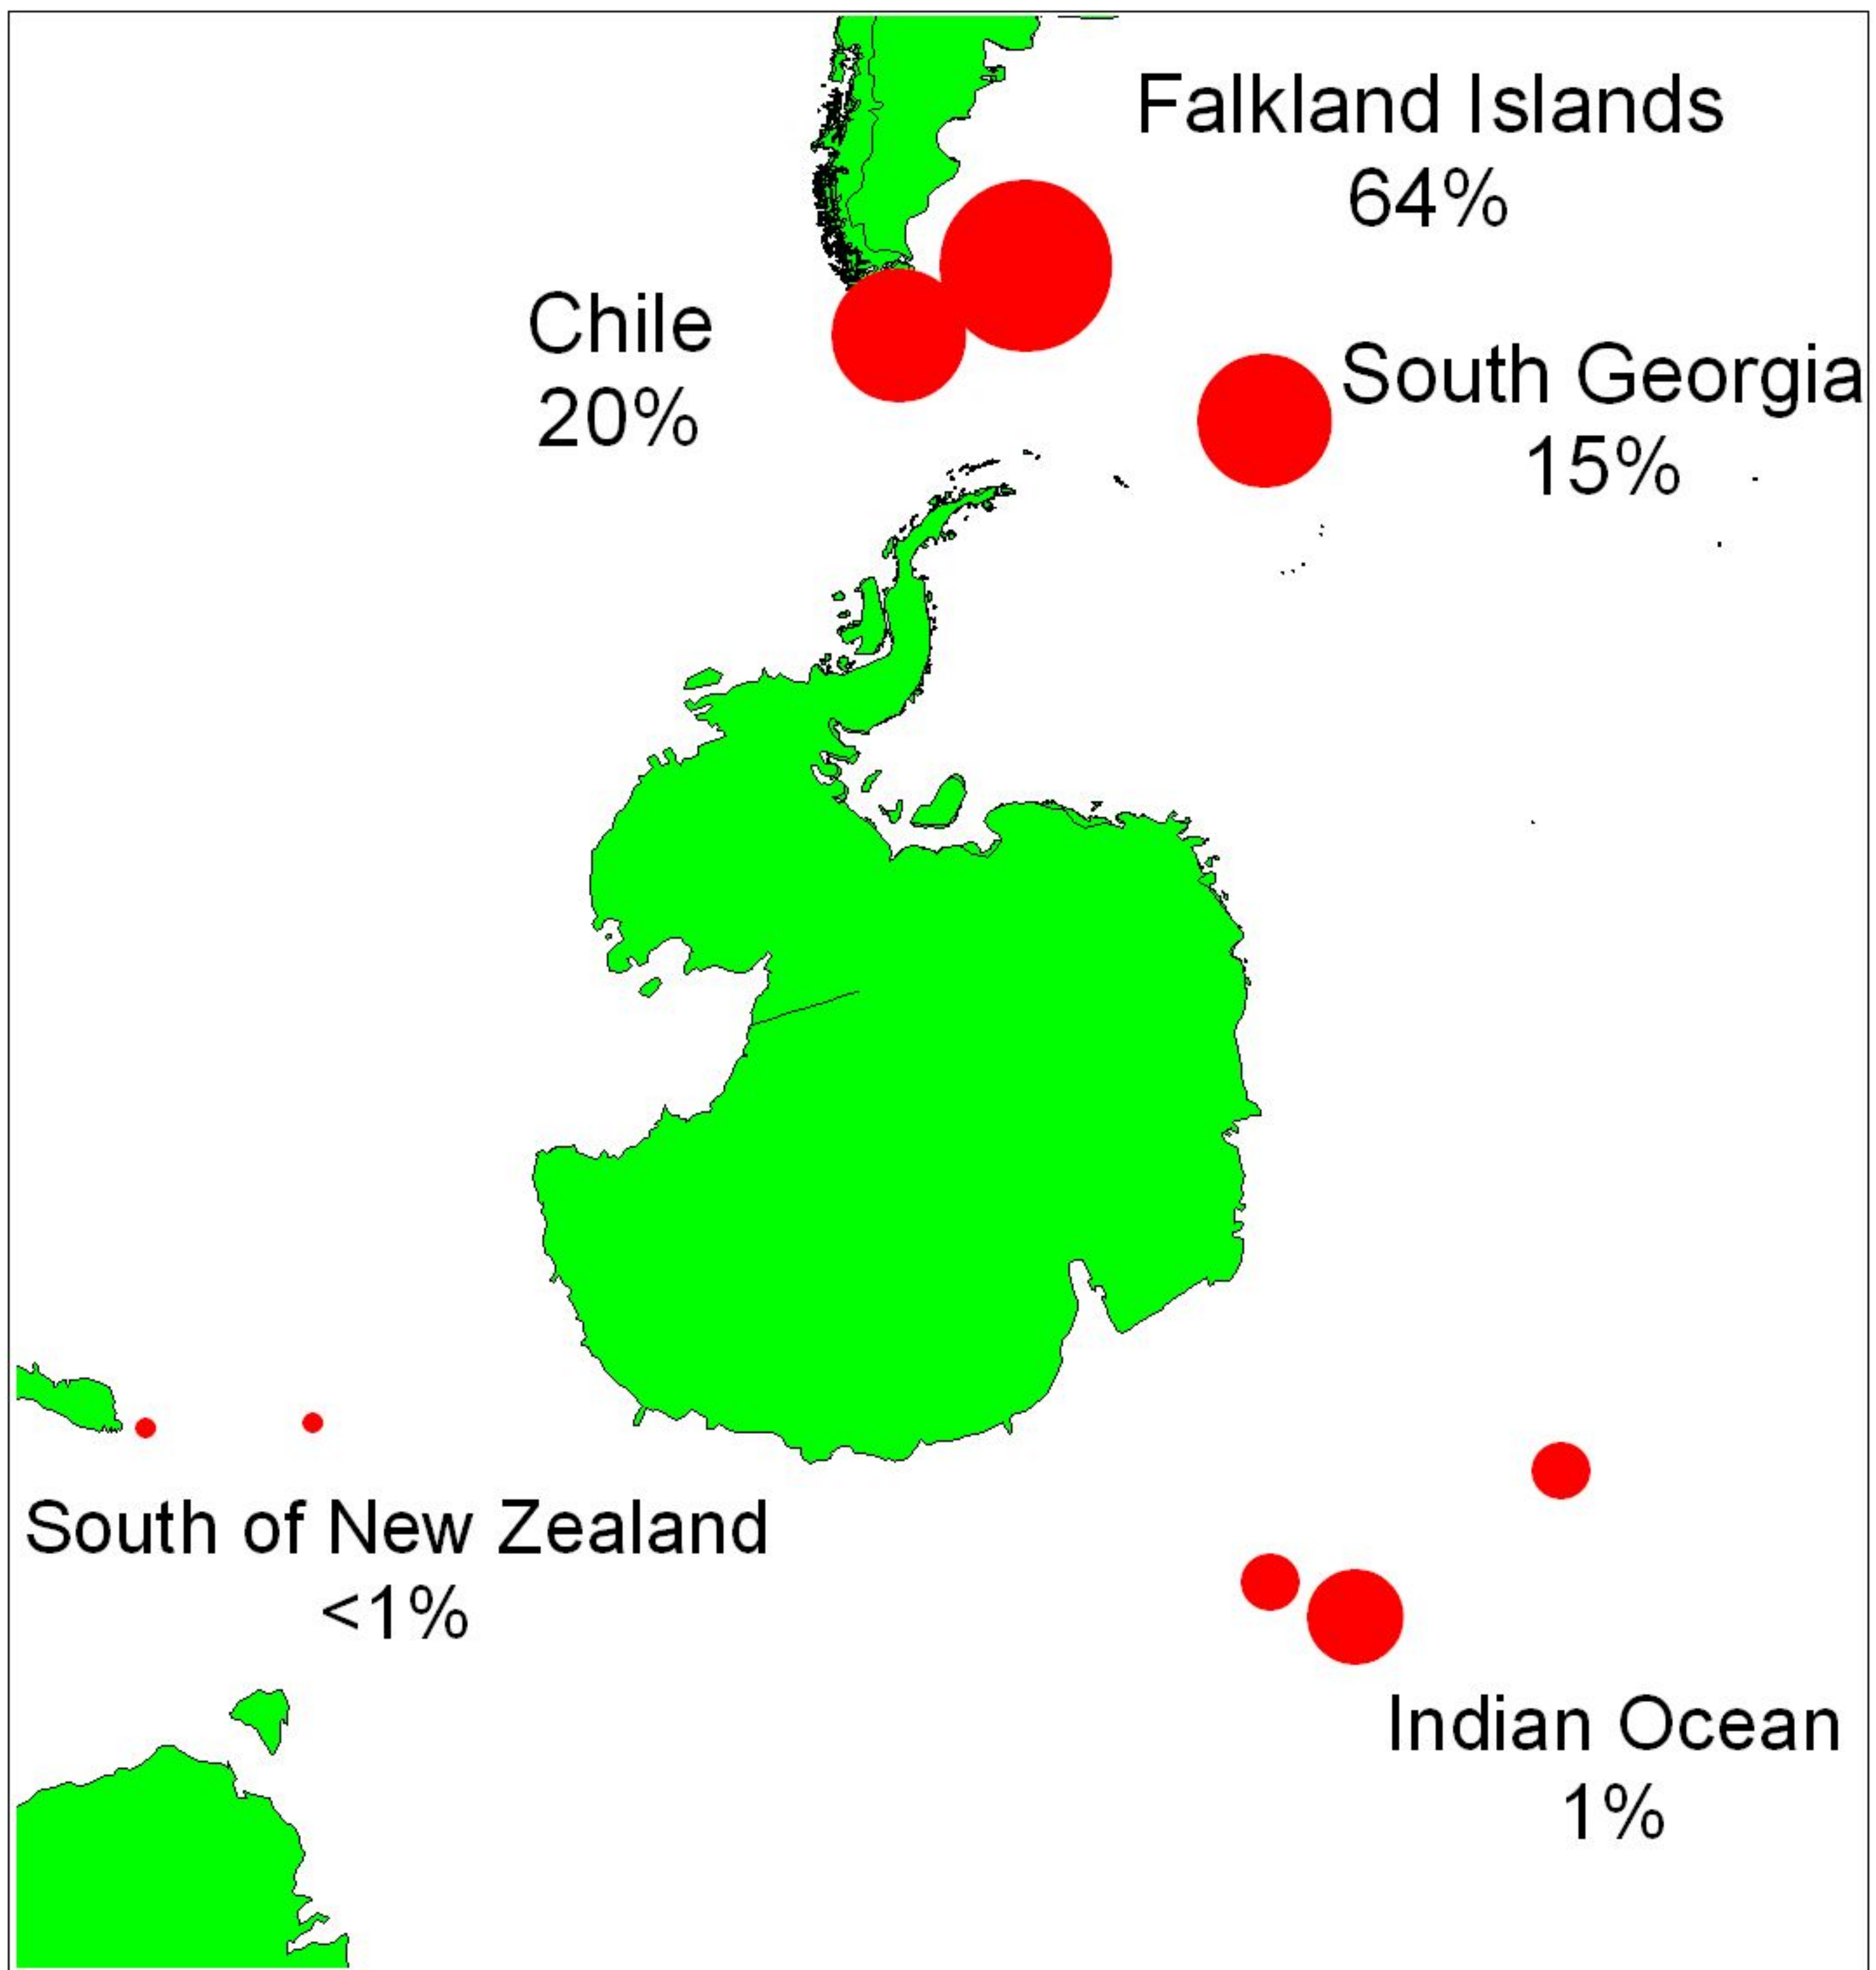 Falkland Islands
64%
Chile
20%
South Georgia
15%
South of New Zealand
<1%
Indian Ocean
1%